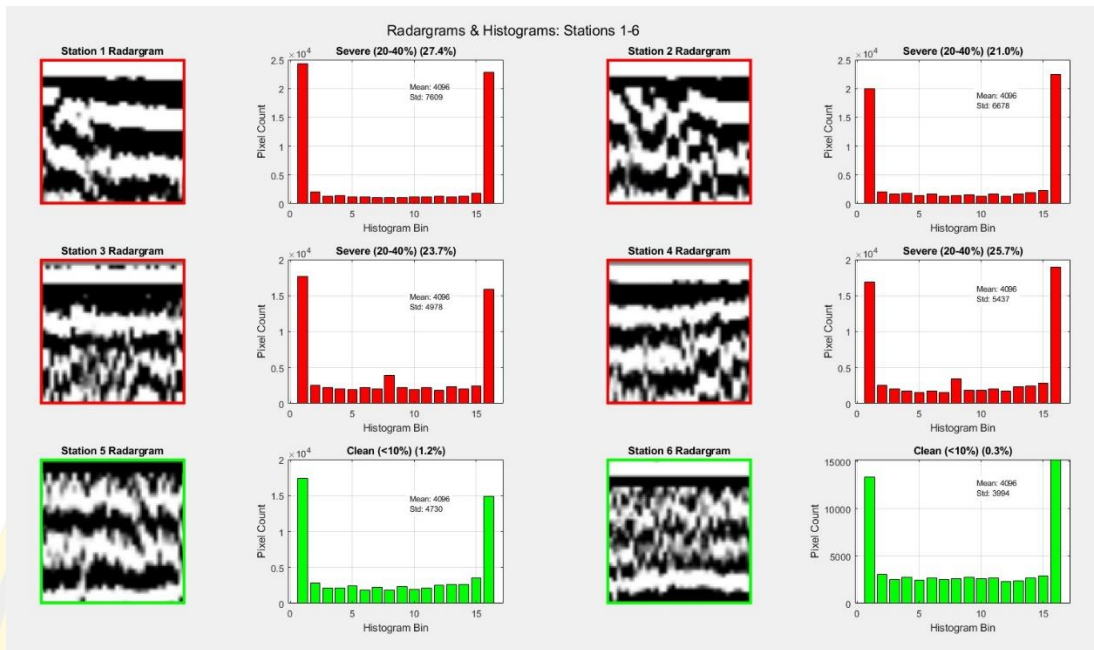 Radargrams & Histograms: Stations 1-6
Station 1 Radargram
Severe (20-40%) (27.4%)
×10⁴
2.5
2
1.5
1
0.5
0
Pixel Count
Mean: 4096
Std: 7609
0 5 10 15
Histogram Bin
Station 2 Radargram
Severe (20-40%) (21.0%)
×10⁴
2.5
2
1.5
1
0.5
0
Pixel Count
Mean: 4096
Std: 6678
0 5 10 15
Histogram Bin
Station 3 Radargram
Severe (20-40%) (23.7%)
×10⁴
2
1.5
1
0.5
0
Pixel Count
Mean: 4096
Std: 4978
0 5 10 15
Histogram Bin
Station 4 Radargram
Severe (20-40%) (25.7%)
×10⁴
2
1.5
1
0.5
0
Pixel Count
Mean: 4096
Std: 5437
0 5 10 15
Histogram Bin
Station 5 Radargram
Clean (<10%) (1.2%)
×10⁴
2
1.5
1
0.5
0
Pixel Count
Mean: 4096
Std: 4730
0 5 10 15
Histogram Bin
Station 6 Radargram
Clean (<10%) (0.3%)
15000
10000
5000
0
Pixel Count
Mean: 4096
Std: 3994
0 5 10 15
Histogram Bin